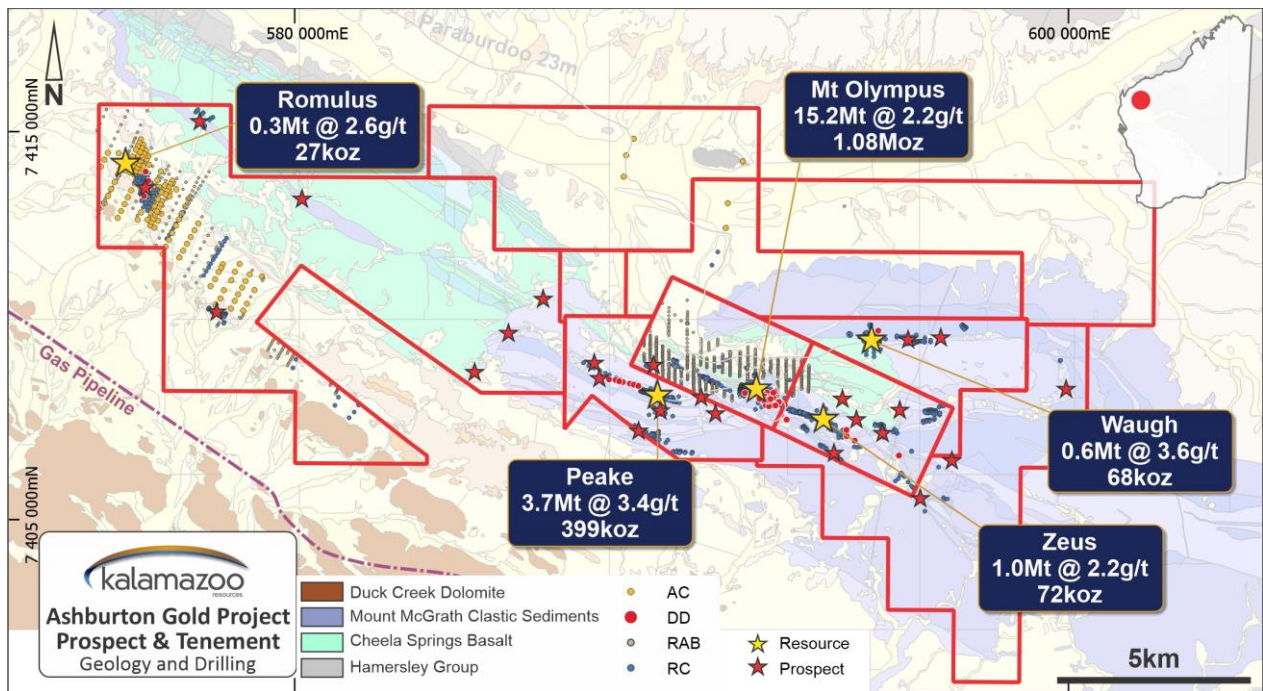 580 000mE
600 000mE
Paraburdoo 23m
N
7 415 000mN
Romulus
0.3Mt @ 2.6g/t
27koz
Mt Olympus
15.2Mt @ 2.2g/t
1.08Moz
Gas Pipeline
Peake
3.7Mt @ 3.4g/t
399koz
Waugh
0.6Mt @ 3.6g/t
68koz
Zeus
1.0Mt @ 2.2g/t
72koz
7 405 000mN
kalamazoo
resources
Ashburton Gold Project
Prospect & Tenement
Geology and Drilling
Duck Creek Dolomite
Mount McGrath Clastic Sediments
Cheela Springs Basalt
Hamersley Group
AC
DD
RAB
RC
Resource
Prospect
5km